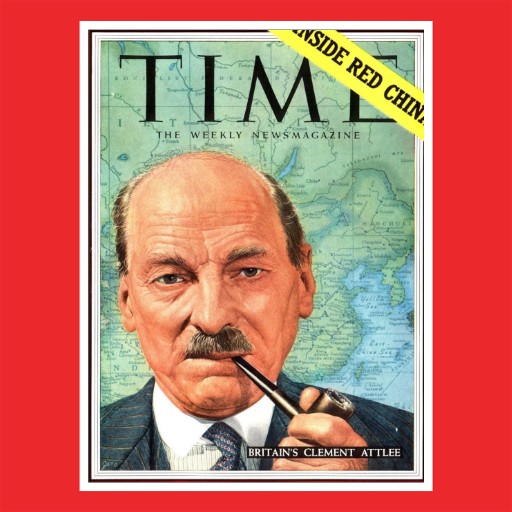 INSIDE RED CHINA
TIME
THE WEEKLY NEWSMAGAZINE
BRITAIN'S CLEMENT ATTLEE